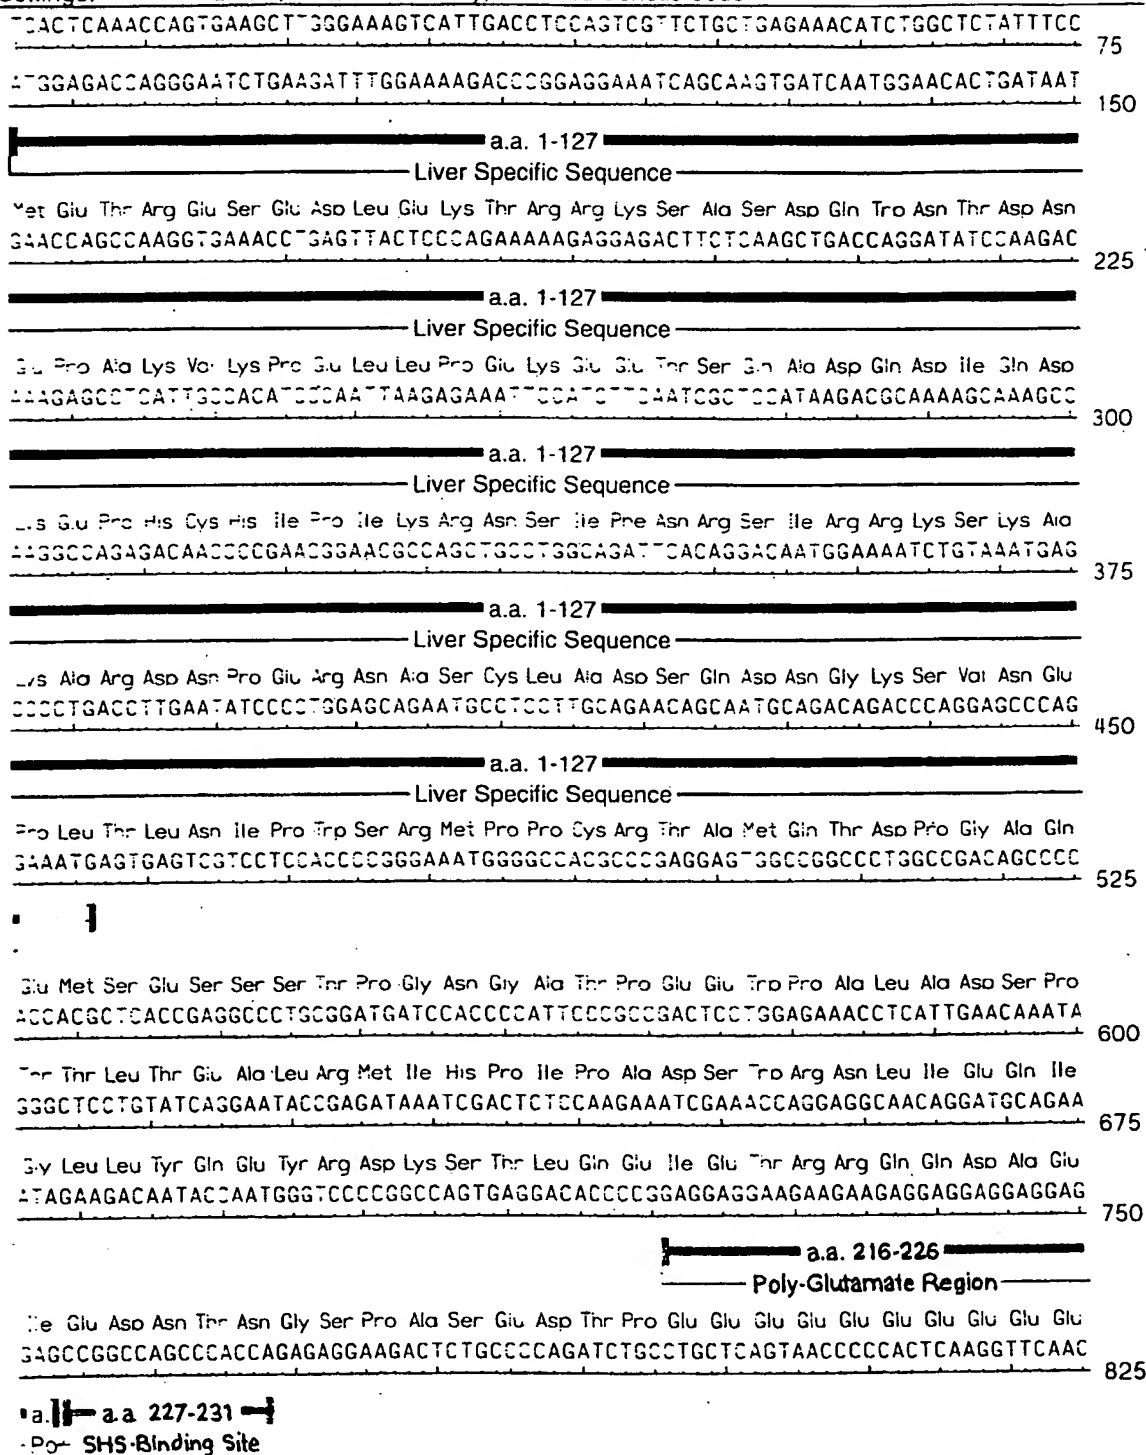 TCACTCAAACCAGTGAAGCTTGGGAAAGTCATTGACCTCCAGTCGTTCTGCTGAGAAACATCTGGCTCTATTTCC
75
ATGGAGACCAGGGAATCTGAAGATTTGGAAAAGACCCGGAGGAAATCAGCAAGTGATCAATGGAACACTGATAAT
150
a.a. 1-127
Liver Specific Sequence
Met Glu Thr Arg Glu Ser Glu Asp Leu Glu Lys Thr Arg Arg Lys Ser Ala Ser Asp Gln Trp Asn Thr Asp Asn
GAACCAGCCAAGGTGAAACCTGAGTTACTCCCAGAAAAAGAGGAGACTTCTCAAGCTGACCAGGATATCCAAGAC
225
a.a. 1-127
Liver Specific Sequence
Glu Pro Ala Lys Val Lys Pro Glu Leu Leu Pro Glu Lys Glu Glu Thr Ser Gln Ala Asp Gln Asp Ile Gln Asp
AAAGAGCCTCATTGCCACATCCCAATTAAGAGAAATTCCATCTTCAATCGCTCCATAAGACGCAAAAGCAAAGCC
300
a.a. 1-127
Liver Specific Sequence
Lys Glu Pro His Cys His Ile Pro Ile Lys Arg Asn Ser Ile Phe Asn Arg Ser Ile Arg Arg Lys Ser Lys Ala
AAGGCCAGAGACAACCCCGAACGGAACGCCAGCTGCCTGGCAGATTCACAGGACAATGGAAAATCTGTAAATGAG
375
a.a. 1-127
Liver Specific Sequence
Lys Ala Arg Asp Asn Pro Glu Arg Asn Ala Ser Cys Leu Ala Asp Ser Gln Asp Asn Gly Lys Ser Val Asn Glu
CCCCTGACCTTGAATATCCCCTGGAGCAGAATGCCTCCTTGCAGAACAGCAATGCAGACAGACCCAGGAGCCCAG
450
a.a. 1-127
Liver Specific Sequence
Pro Leu Thr Leu Asn Ile Pro Trp Ser Arg Met Pro Pro Cys Arg Thr Ala Met Gln Thr Asp Pro Gly Ala Gln
GAAATGAGTGAGTCGTCCTCCACCCCGGGAAATGGGGCCACGCCCGAGGAGTGGCCGGCCCTGGCCGACAGCCCC
525
Glu Met Ser Glu Ser Ser Ser Thr Pro Gly Asn Gly Ala Thr Pro Glu Glu Trp Pro Ala Leu Ala Asp Ser Pro
ACCACGCTCACCGAGGCCCTGCGGATGATCCACCCCATTCCCGCCGACTCCTGGAGAAACCTCATTGAACAAATA
600
Thr Thr Leu Thr Glu Ala Leu Arg Met Ile His Pro Ile Pro Ala Asp Ser Trp Arg Asn Leu Ile Glu Gln Ile
GGGCTCCTGTATCAGGAATACCGAGATAAATCGACTCTCCAAGAAATCGAAACCAGGAGGCAACAGGATGCAGAA
675
Gly Leu Leu Tyr Gln Glu Tyr Arg Asp Lys Ser Thr Leu Gln Glu Ile Glu Thr Arg Arg Gln Gln Asp Ala Glu
ATAGAAGACAATACCAATGGGTCCCCGGCCAGTGAGGACACCCCGGAGGAGGAAGAAGAAGAGGAGGAGGAGGAG
750
a.a. 216-226
Poly-Glutamate Region
Ile Glu Asp Asn Thr Asn Gly Ser Pro Ala Ser Glu Asp Thr Pro Glu Glu Glu Glu Glu Glu Glu Glu Glu Glu
GAGCCGGCCAGCCCACCAGAGAGGAAGACTCTGCCCCAGATCTGCCTGCTCAGTAACCCCCACTCAAGGTTCAAC
825
a. a.a 227-231
Po SHS-Binding Site